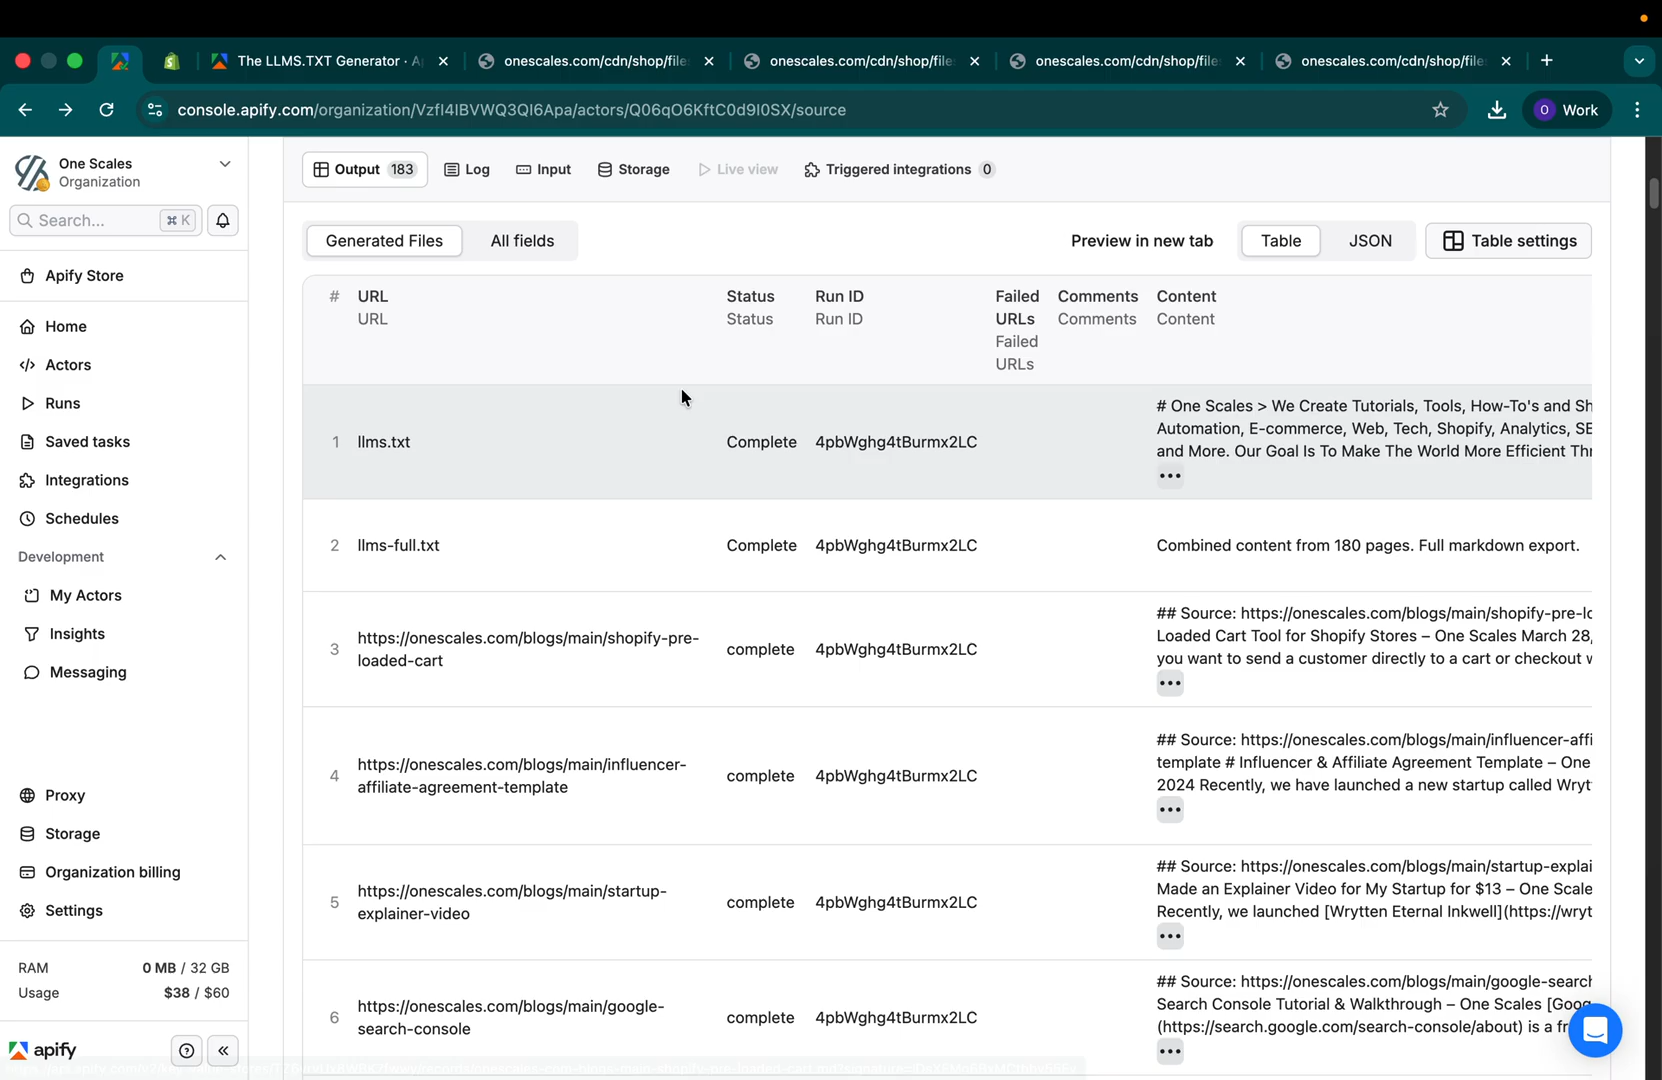 The LLMS.TXT Generator · A
onescales.com/cdn/shop/file
onescales.com/cdn/shop/file
onescales.com/cdn/shop/file
onescales.com/cdn/shop/file
console.apify.com/organization/VzfI4IBVWQ3QI6Apa/actors/Q06qO6KftC0d9I0SX/source
O Work
One Scales
Organization
Search... ⌘ K
Apify Store
Home
Actors
Runs
Saved tasks
Integrations
Schedules
Development
My Actors
Insights
Messaging
Proxy
Storage
Organization billing
Settings
RAM 0 MB / 32 GB
Usage $38 / $60
apify
Output 183 Log Input Storage Live view Triggered integrations 0
Generated Files All fields Preview in new tab Table JSON Table settings
# URL Status Run ID Failed URLs Comments Content
URL Status Run ID Failed URLs Comments Content
1 llms.txt Complete 4pbWghg4tBurmx2LC
# One Scales > We Create Tutorials, Tools, How-To's and Sh
Automation, E-commerce, Web, Tech, Shopify, Analytics, SE
and More. Our Goal Is To Make The World More Efficient Thr
•••
2 llms-full.txt Complete 4pbWghg4tBurmx2LC Combined content from 180 pages. Full markdown export.
3 https://onescales.com/blogs/main/shopify-pre-
loaded-cart
complete 4pbWghg4tBurmx2LC
## Source: https://onescales.com/blogs/main/shopify-pre-lo
Loaded Cart Tool for Shopify Stores – One Scales March 28,
you want to send a customer directly to a cart or checkout w
•••
4 https://onescales.com/blogs/main/influencer-
affiliate-agreement-template
complete 4pbWghg4tBurmx2LC
## Source: https://onescales.com/blogs/main/influencer-affi
template # Influencer & Affiliate Agreement Template – One
2024 Recently, we have launched a new startup called Wryt
•••
5 https://onescales.com/blogs/main/startup-
explainer-video
complete 4pbWghg4tBurmx2LC
## Source: https://onescales.com/blogs/main/startup-explai
Made an Explainer Video for My Startup for $13 – One Scale
Recently, we launched [Wrytten Eternal Inkwell](https://wryt
•••
6 https://onescales.com/blogs/main/google-
search-console
complete 4pbWghg4tBurmx2LC
## Source: https://onescales.com/blogs/main/google-search
Search Console Tutorial & Walkthrough – One Scales [Goog
(https://search.google.com/search-console/about) is a fr
•••